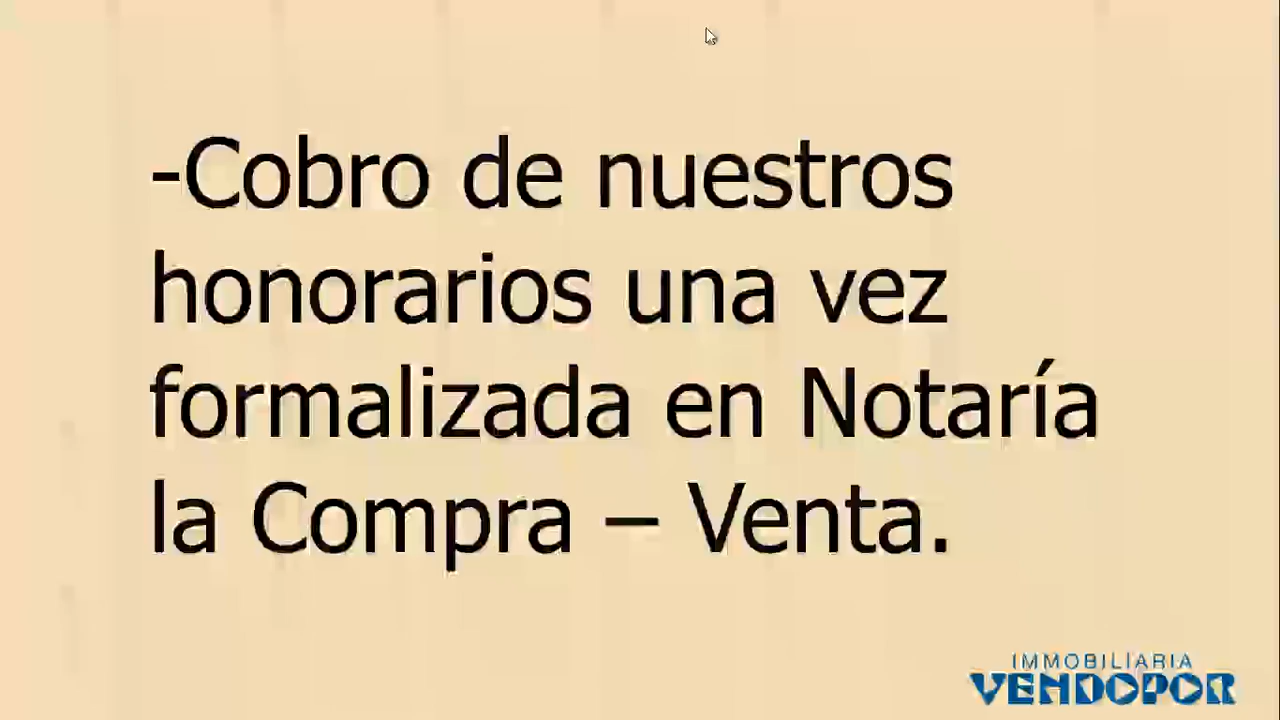 -Cobro de nuestros
honorarios una vez
formalizada en Notaría
la Compra – Venta.
IMMOBILIARIA
VENDOPOR